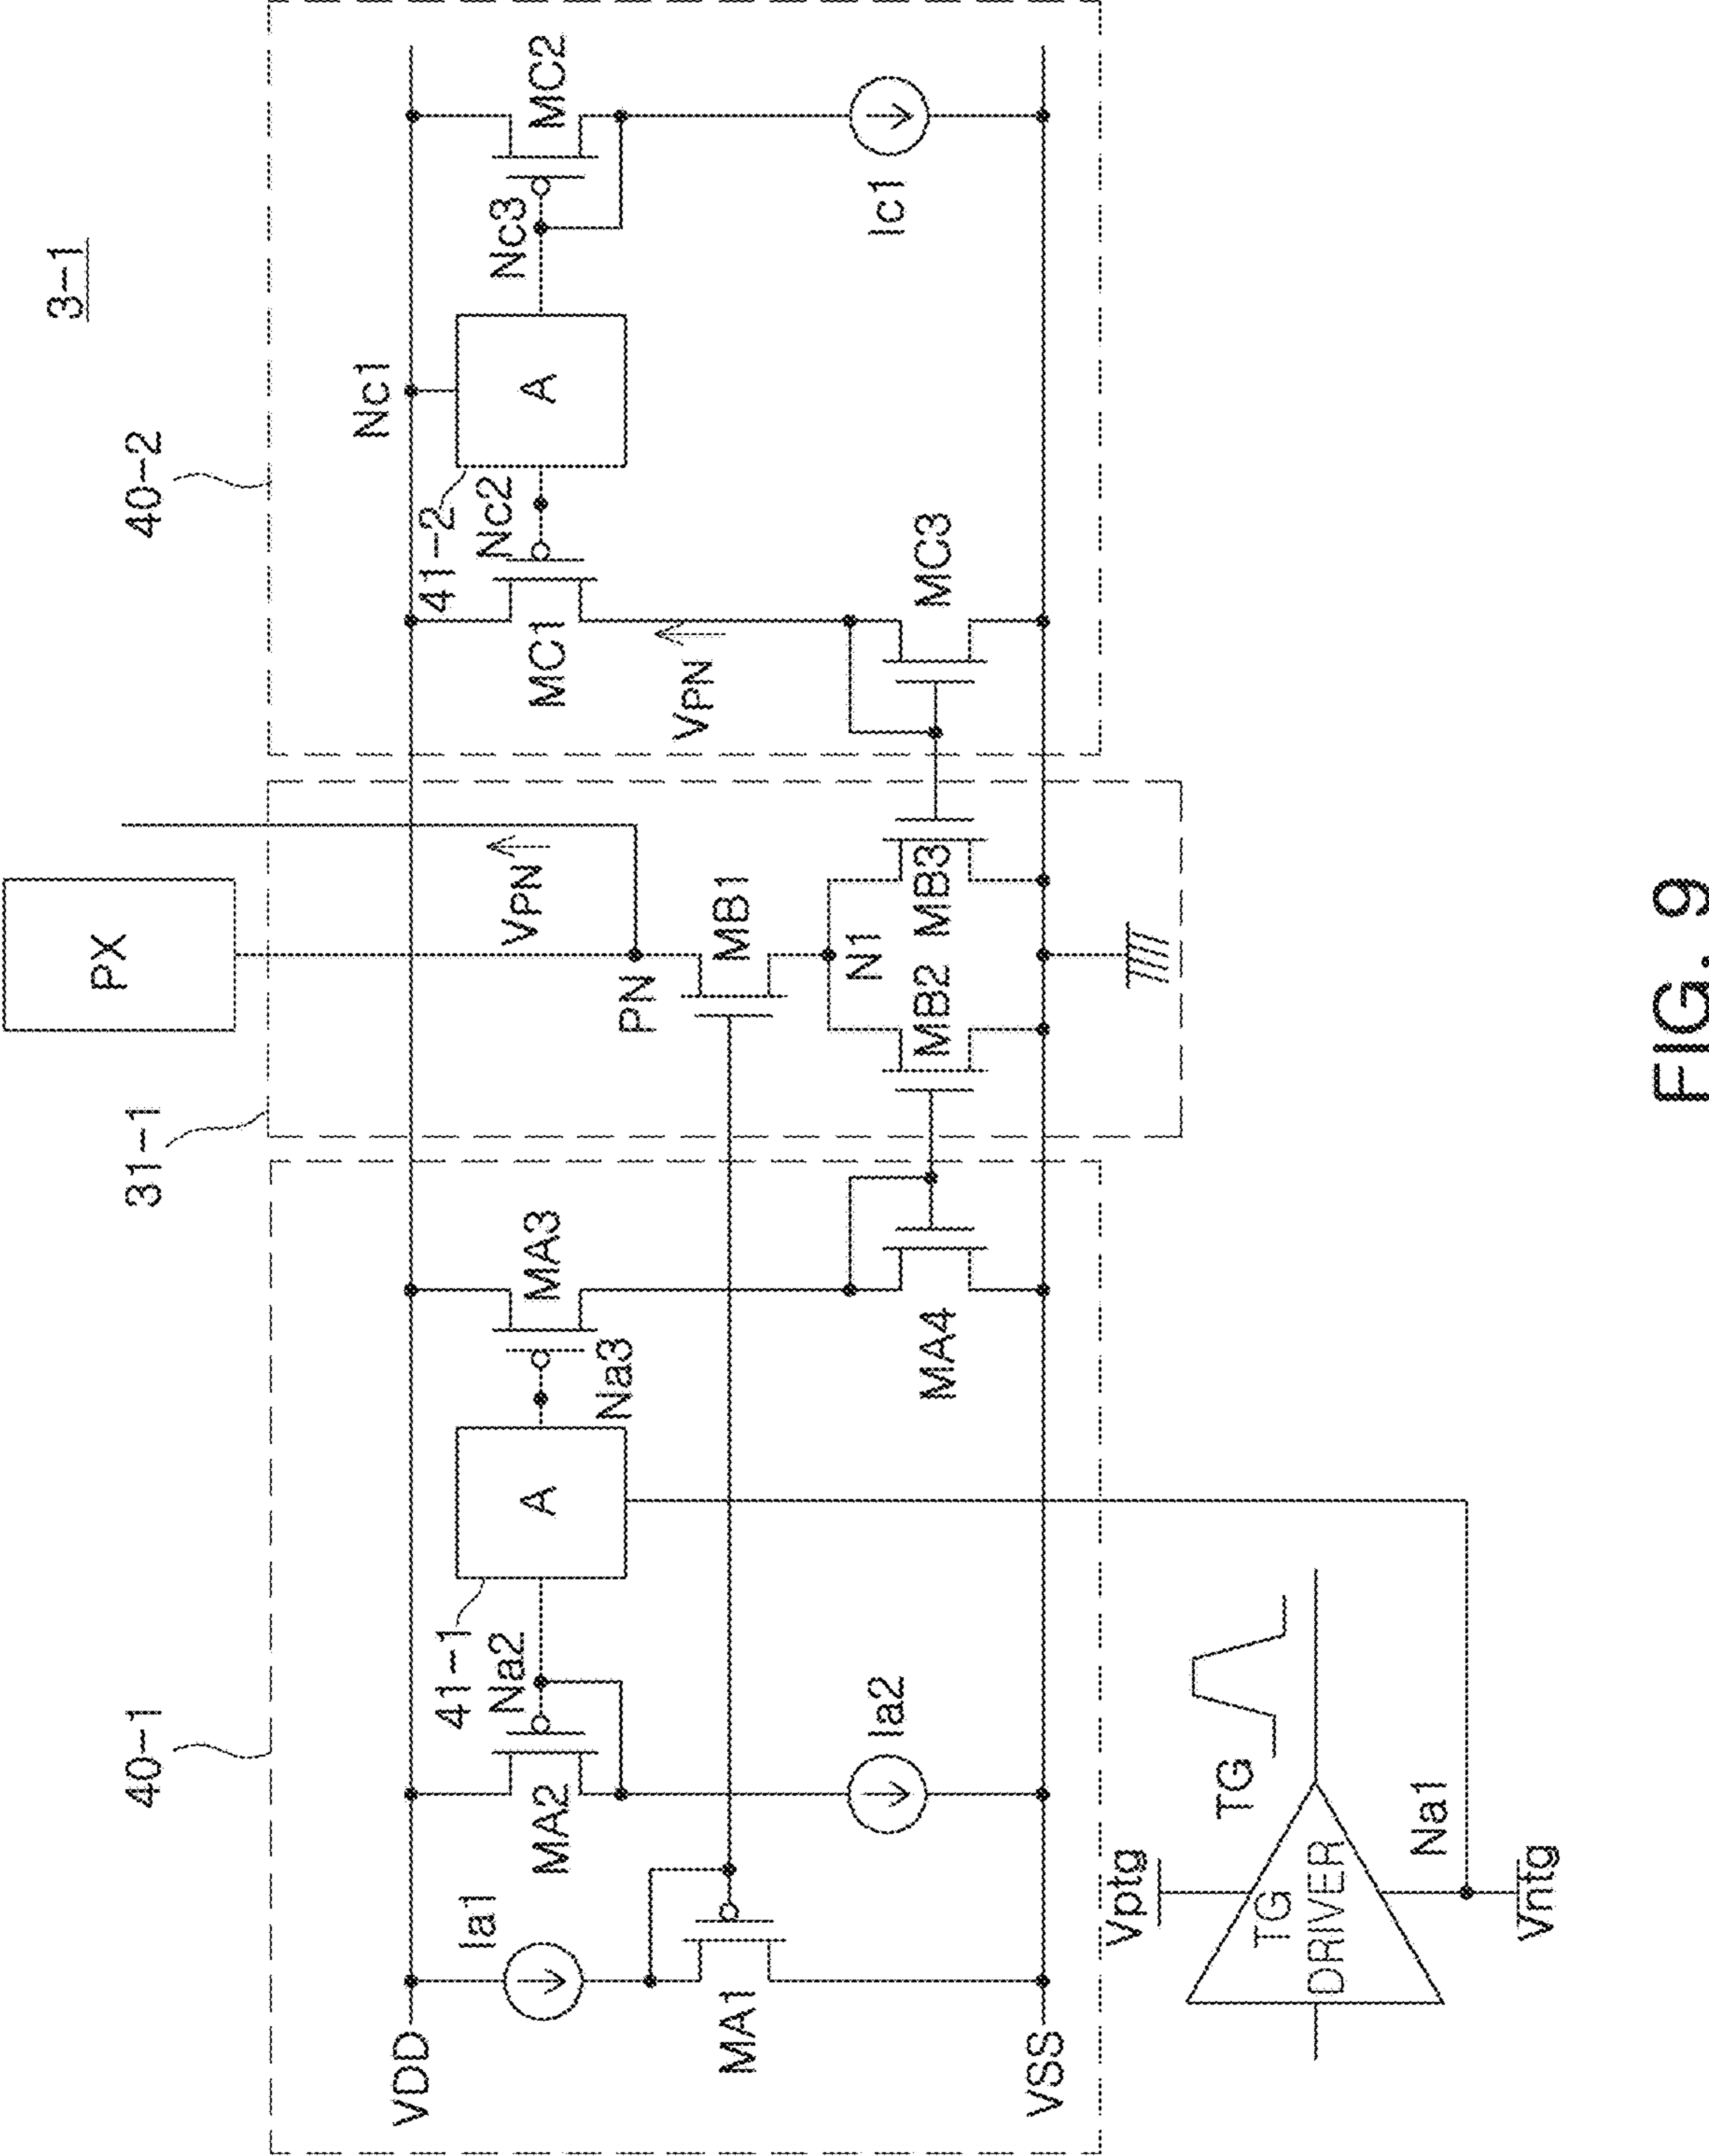 3-1
40-1
31-1
40-2
PX
VDD
Ia1
MA1
MA2
Na2
41-1
A
Na3
MA3
Ia2
MA4
VPN
PN
MB1
N1
MB2
MB3
Nc1
41-2
Nc2
A
Nc3
MC1
MC2
VPN
MC3
Ic1
VSS
Vptg
TG
TG
DRIVER
Na1
Vntg
FIG. 9